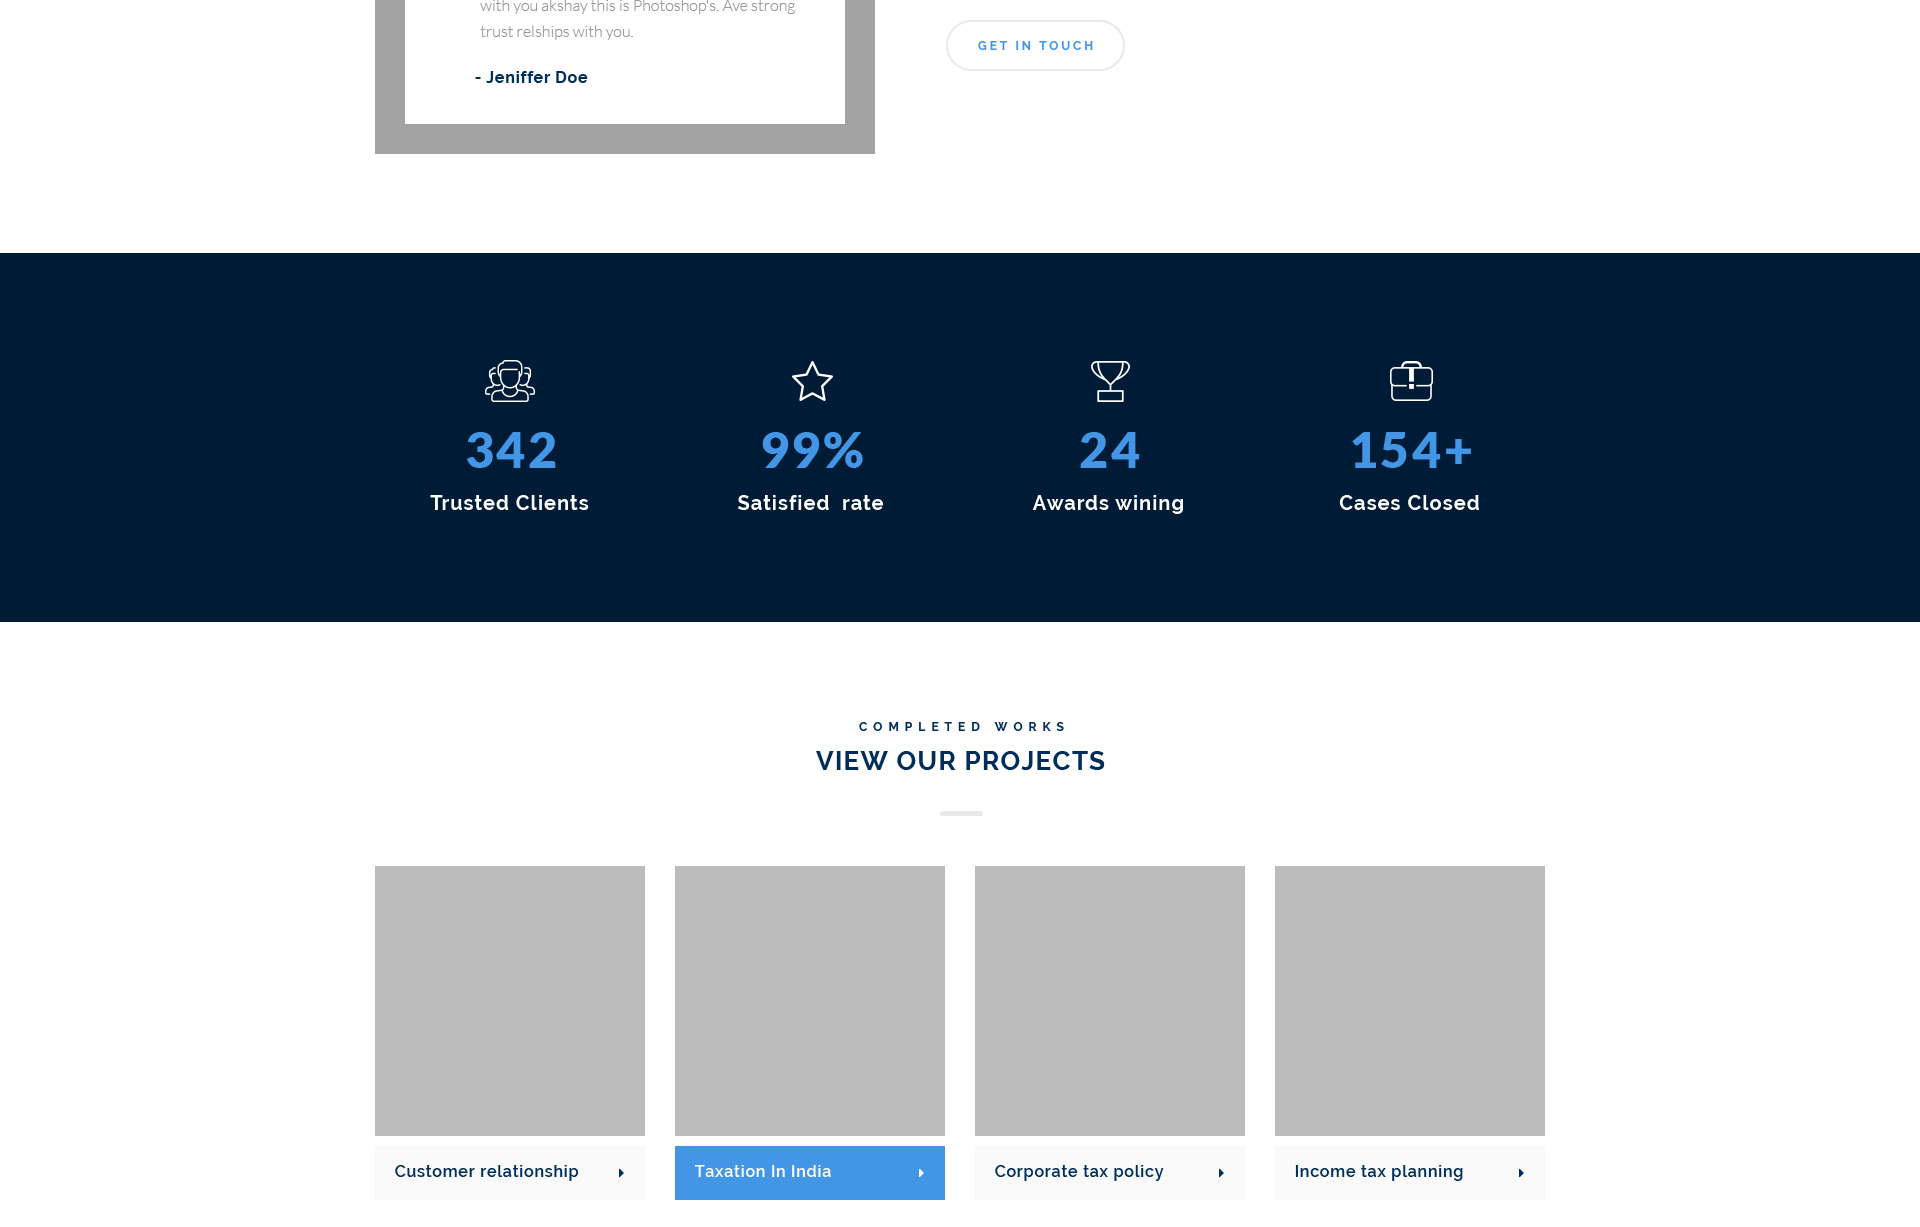 with you akshay this is Photoshop's. Ave strong
trust relships with you.
- Jeniffer Doe
GET IN TOUCH
342
Trusted Clients
99%
Satisfied  rate
24
Awards wining
154+
Cases Closed
COMPLETED WORKS
VIEW OUR PROJECTS
Customer relationship
Taxation In India
Corporate tax policy
Income tax planning